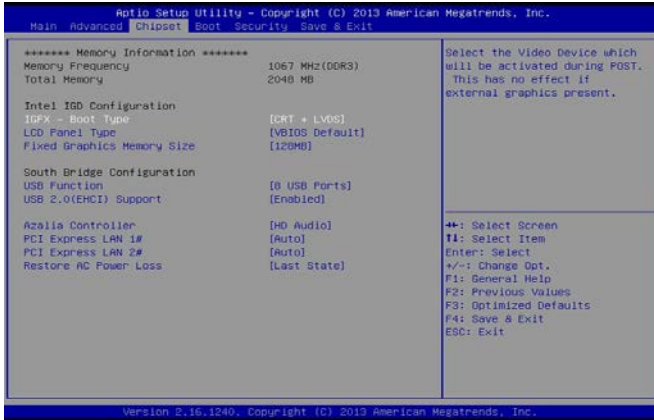 Aptio Setup Utility – Copyright (C) 2013 American Megatrends, Inc.
Main Advanced Chipset Boot Security Save & Exit
******* Memory Information *******
Memory Frequency 1067 MHz(DDR3)
Total Memory 2048 MB
Intel IGD Configuration
IGFX – Boot Type [CRT + LVDS]
LCD Panel Type [VBIOS Default]
Fixed Graphics Memory Size [128MB]
South Bridge Configuration
USB Function [8 USB Ports]
USB 2.0(EHCI) Support [Enabled]
Azalia Controller [HD Audio]
PCI Express LAN 1# [Auto]
PCI Express LAN 2# [Auto]
Restore AC Power Loss [Last State]
Select the Video Device which
will be activated during POST.
This has no effect if
external graphics present.
→←: Select Screen
↑↓: Select Item
Enter: Select
+/-: Change Opt.
F1: General Help
F2: Previous Values
F3: Optimized Defaults
F4: Save & Exit
ESC: Exit
Version 2.16.1240. Copyright (C) 2013 American Megatrends, Inc.